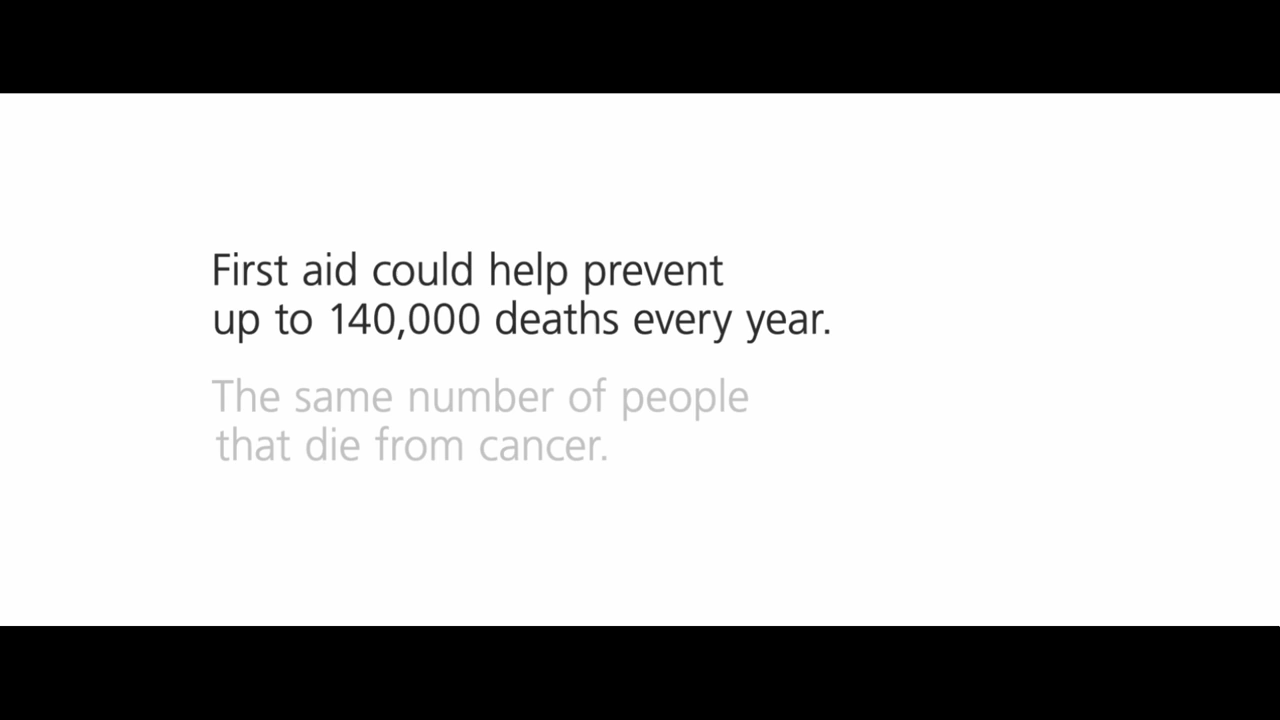 First aid could help prevent
up to 140,000 deaths every year.
The same number of people
that die from cancer.